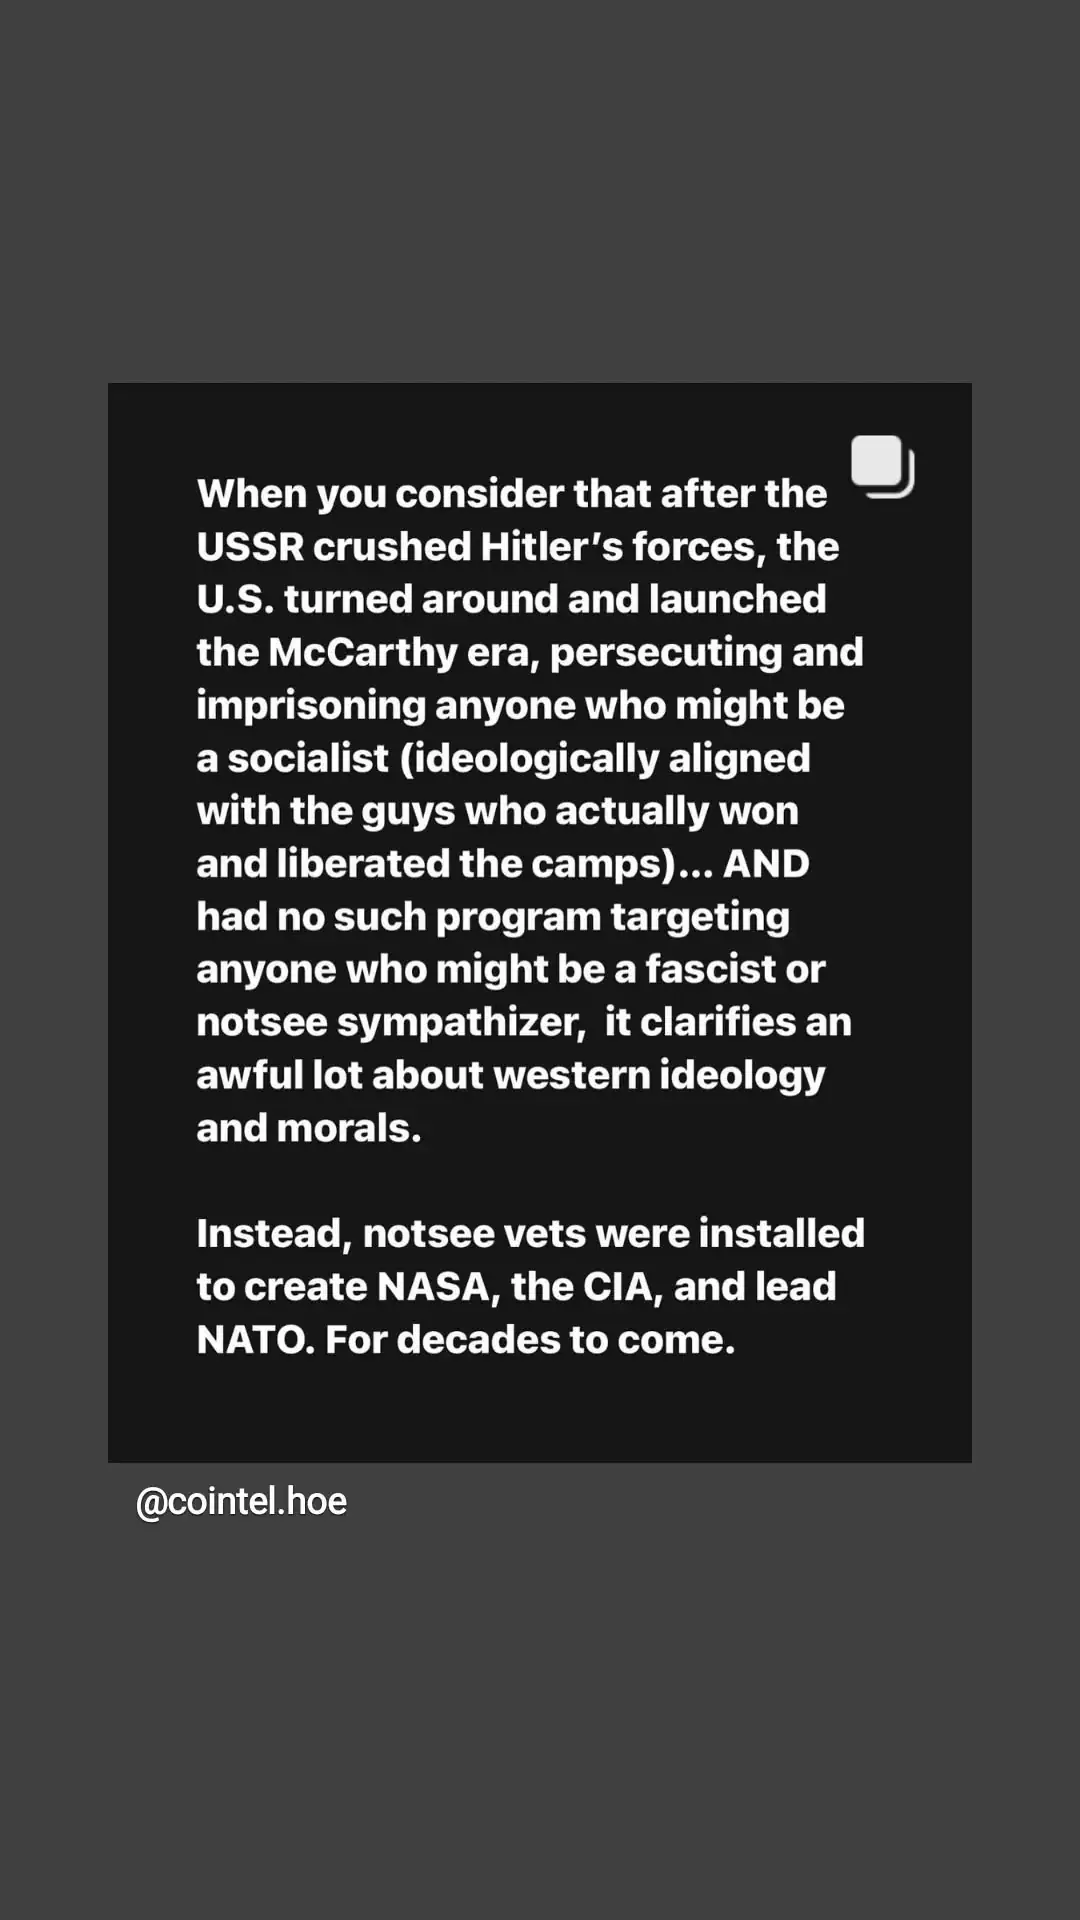 When you consider that after the
USSR crushed Hitler’s forces, the
U.S. turned around and launched
the McCarthy era, persecuting and
imprisoning anyone who might be
a socialist (ideologically aligned
with the guys who actually won
and liberated the camps)... AND
had no such program targeting
anyone who might be a fascist or
notsee sympathizer,  it clarifies an
awful lot about western ideology
and morals.
Instead, notsee vets were installed
to create NASA, the CIA, and lead
NATO. For decades to come.
@cointel.hoe